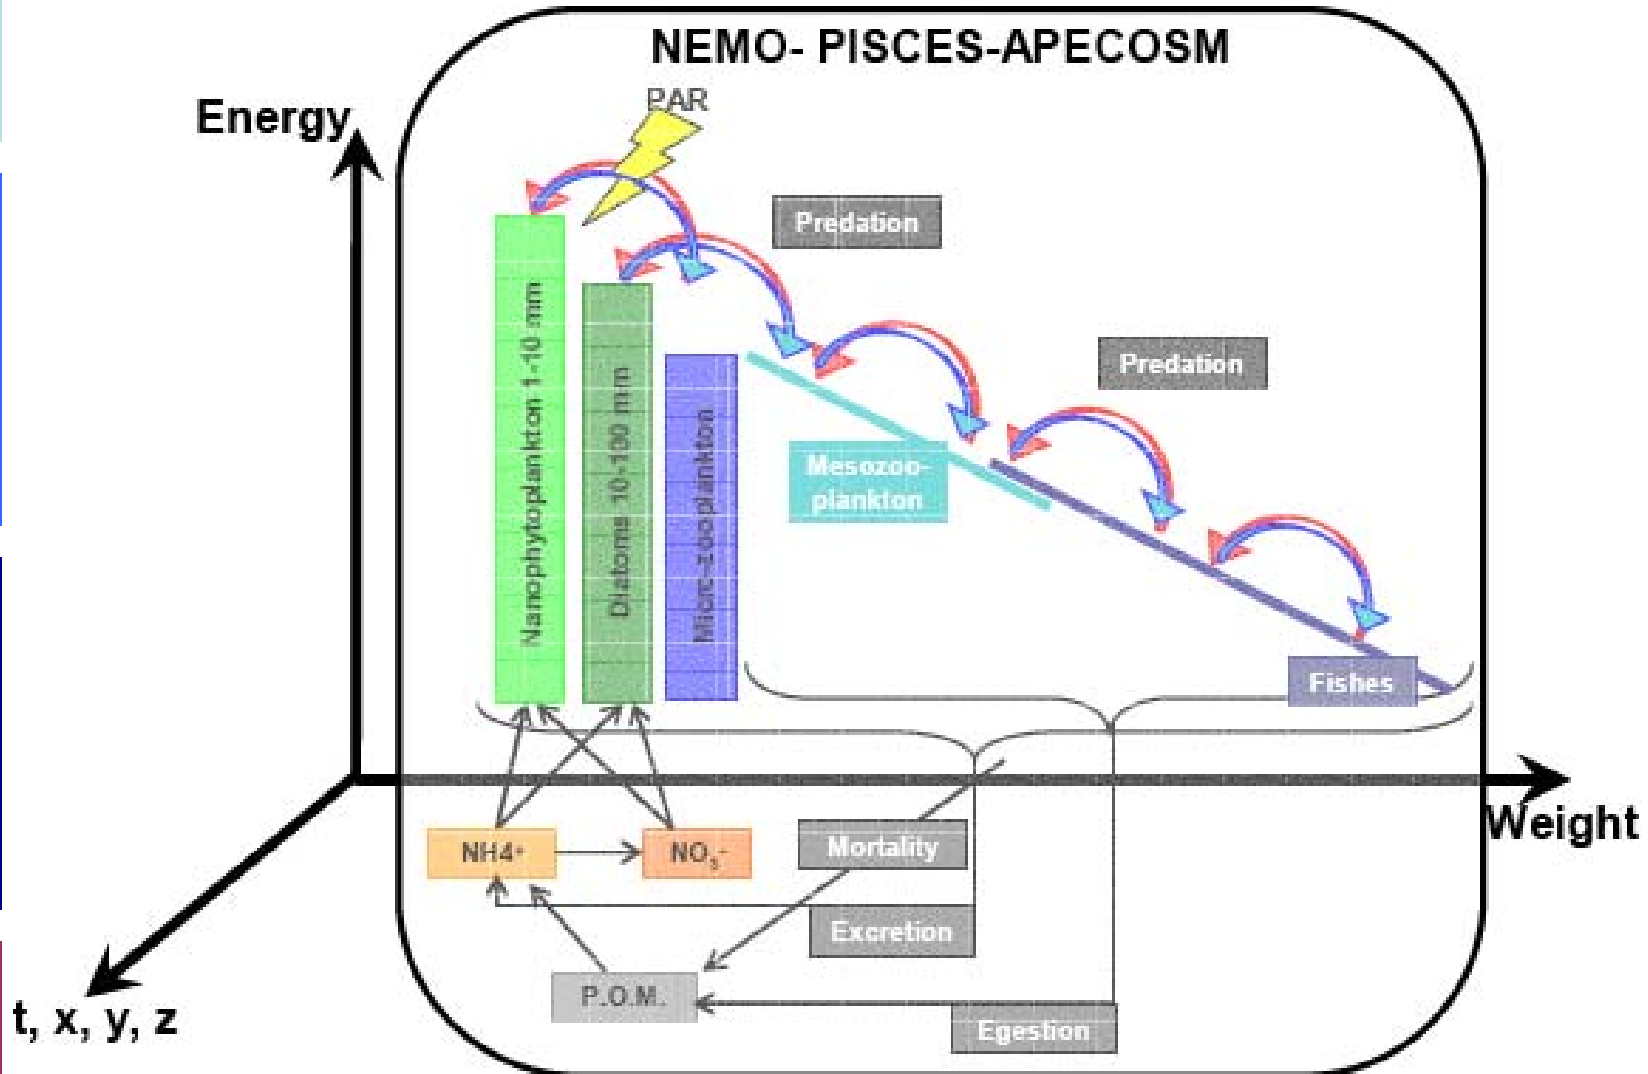 NEMO- PISCES-APECOSM
PAR
Energy
Predation
Predation
Nanophytoplankton 1-10 mm
Diatoms 10-100 mm
Micro-zooplankton
Mesozoo-
plankton
Fishes
Weight
NH4+
NO3-
Mortality
Excretion
P.O.M.
Egestion
t, x, y, z